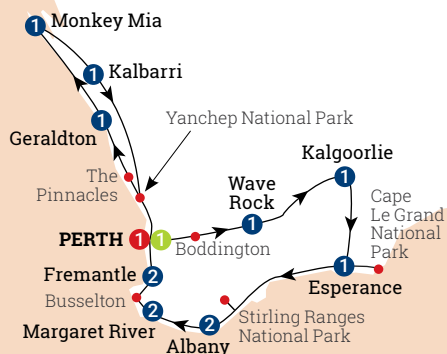 1 Monkey Mia
1 Kalbarri
Yanchep National Park
1
Geraldton
Kalgoorlie
1
The
Pinnacles
Wave
Rock
1
Cape
Le Grand
National
Park
PERTH 1 1
Boddington
Fremantle 2
1
Esperance
Busselton
2
Margaret River
2
Albany
Stirling Ranges
National Park